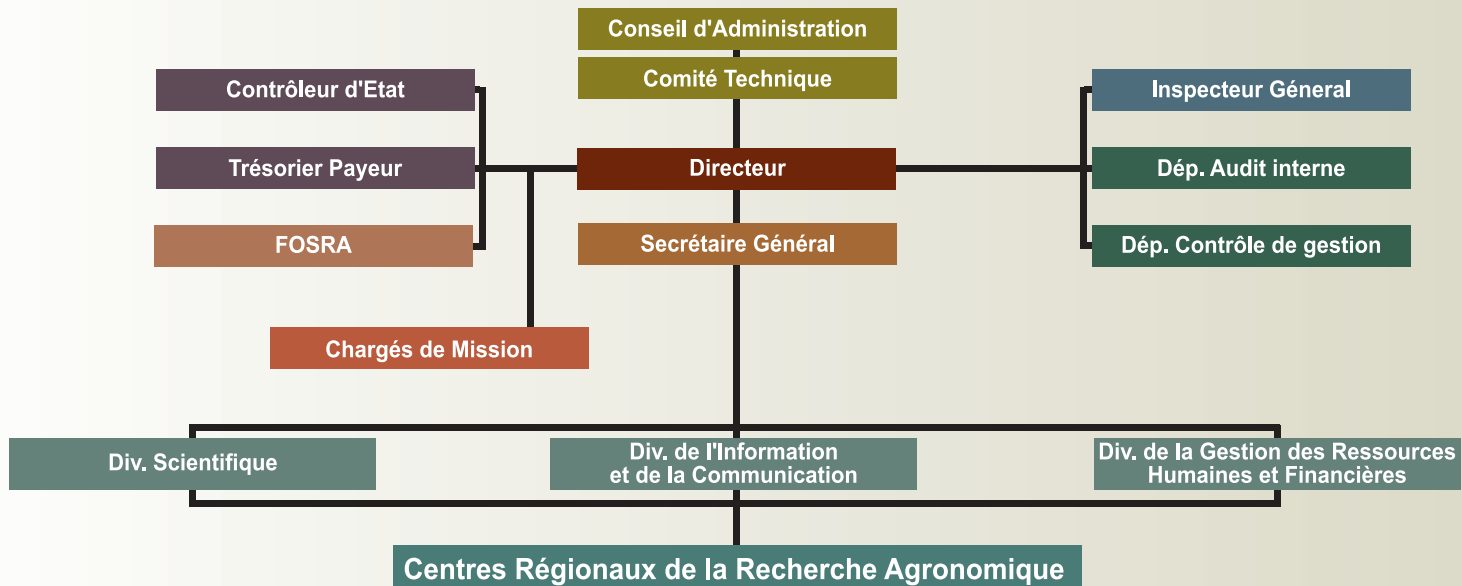 Conseil d'Administration
Comité Technique
Contrôleur d'Etat
Inspecteur Géneral
Trésorier Payeur
Directeur
Dép. Audit interne
FOSRA
Secrétaire Général
Dép. Contrôle de gestion
Chargés de Mission
Div. Scientifique
Div. de l'Information
et de la Communication
Div. de la Gestion des Ressources
Humaines et Financières
Centres Régionaux de la Recherche Agronomique